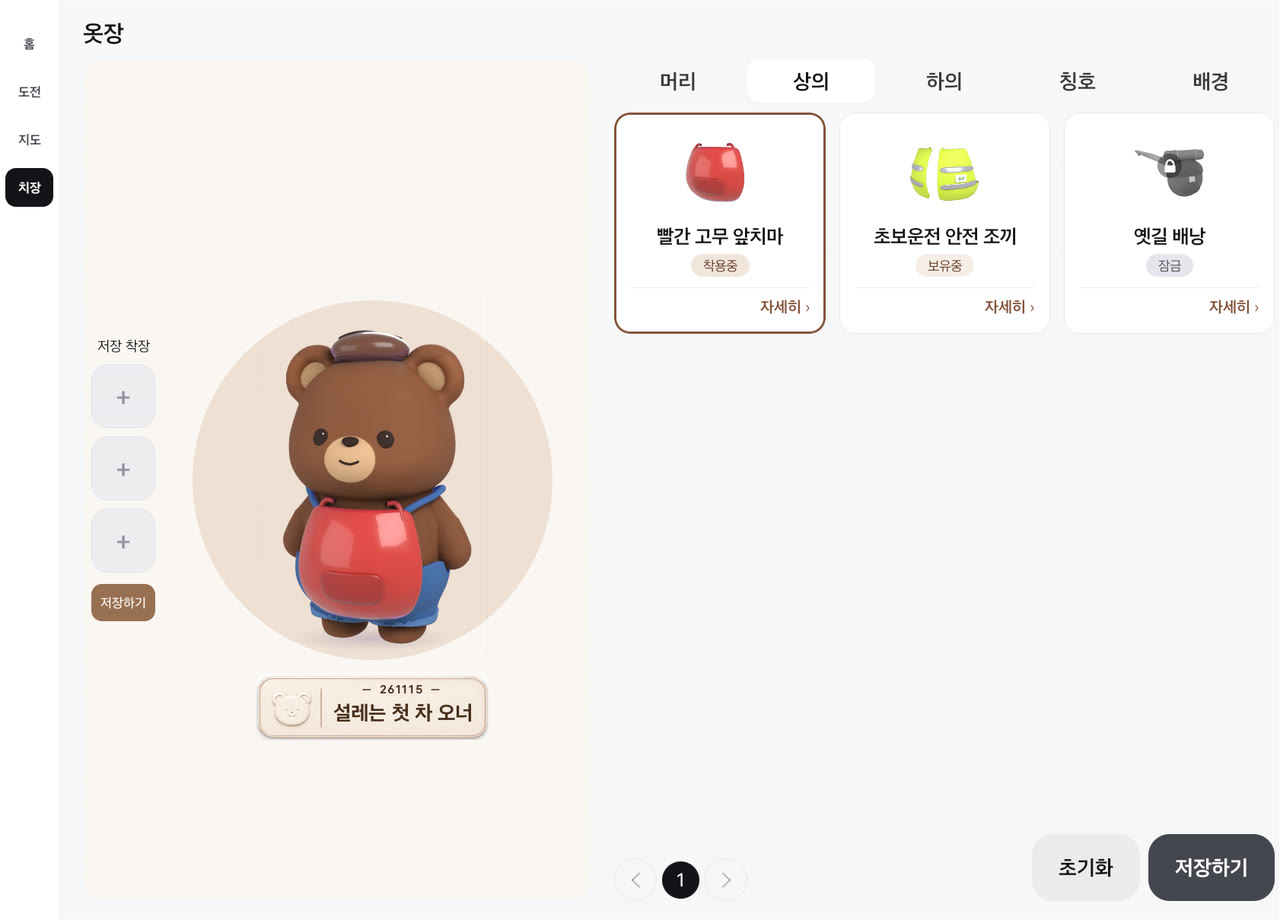 옷장
홈
도전
지도
치장
저장 착장
+
+
+
저장하기
— 261115 —
설레는 첫 차 오너
머리 상의 하의 칭호 배경
빨간 고무 앞치마
착용중
자세히 ›
초보운전 안전 조끼
보유중
자세히 ›
옛길 배낭
잠금
자세히 ›
1
초기화 저장하기